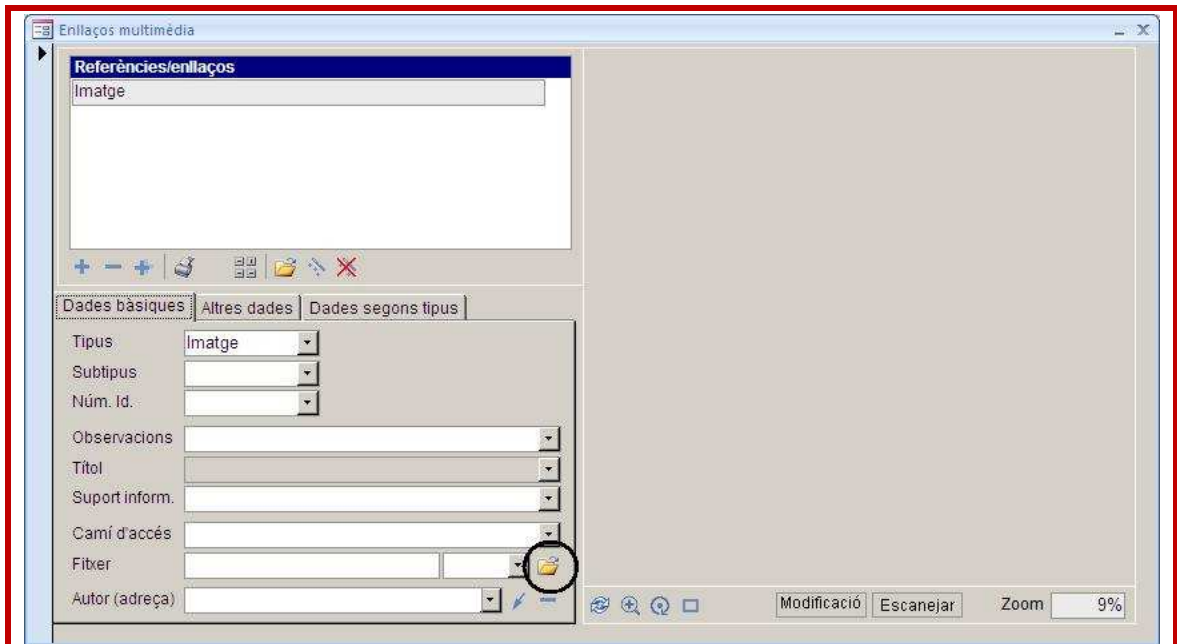 Enllaços multimèdia
Referències/enllaços
Imatge
Dades bàsiques Altres dades Dades segons tipus
Tipus Imatge
Subtipus
Núm. Id.
Observacions
Títol
Suport inform.
Camí d'accés
Fitxer
Autor (adreça)
Modificació Escanejar Zoom 9%